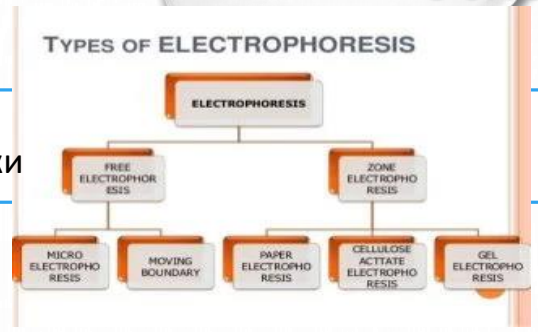 TYPES OF ELECTROPHORESIS
ELECTROPHORESIS
ки
FREE
ELECTROPHOR
ESIS
ZONE
ELECTROPHO
RESIS
MICRO
ELECTROPHO
RESIS
MOVING
BOUNDARY
PAPER
ELECTROPHO
RESIS
CELLULOSE
ACTTATE
ELECTROPHO
RESIS
GEL
ELECTROPHO
RESIS